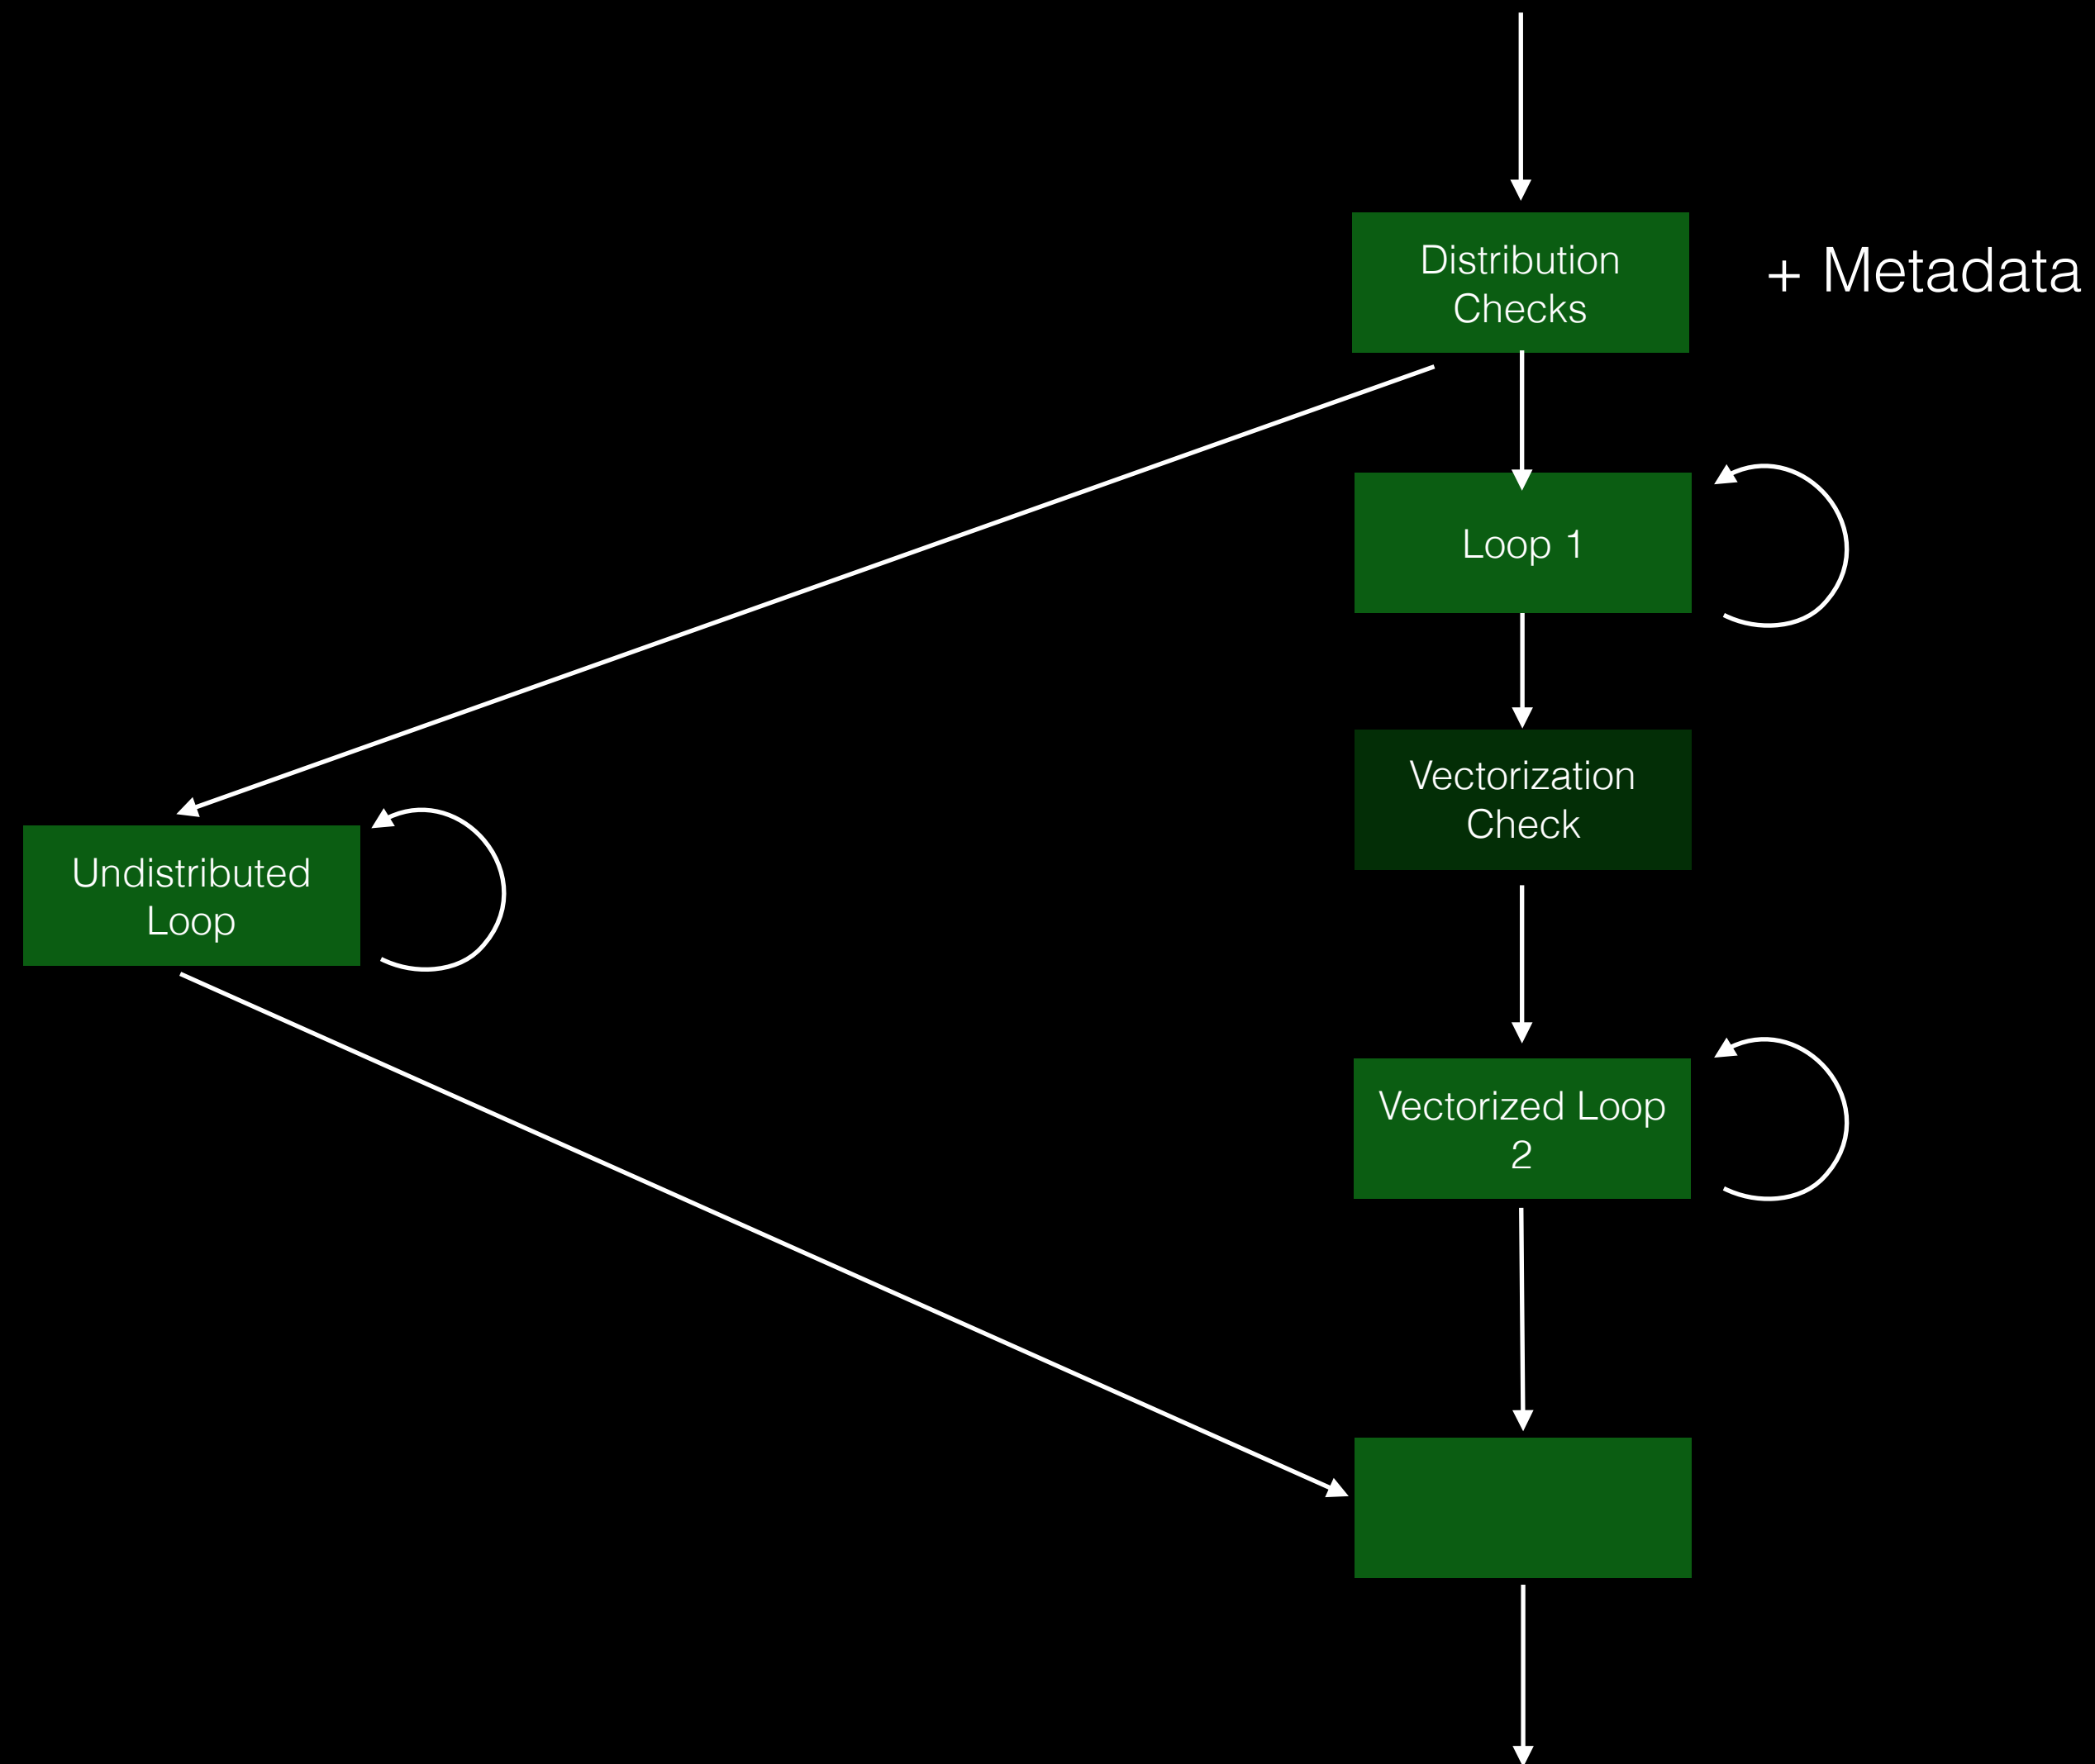 Distribution
Checks
+ Metadata
Loop 1
Vectorization
Check
Undistributed
Loop
Vectorized Loop
2